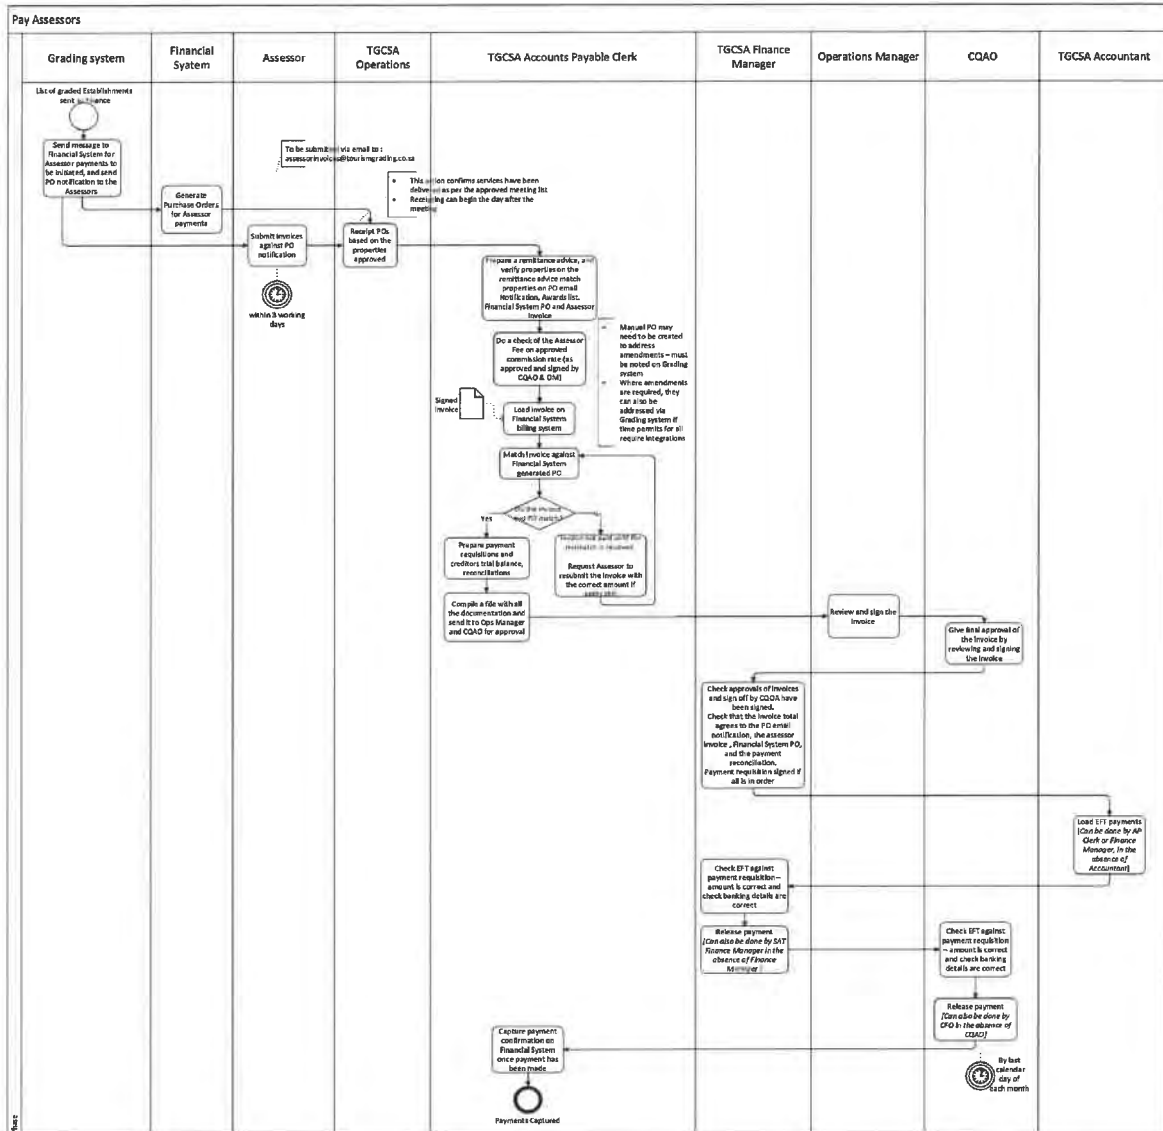 Pay Assessors
Grading system
Financial
System
Assessor
TGCSA
Operations
TGCSA Accounts Payable Clerk
TGCSA Finance
Manager
Operations Manager
CQAO
TGCSA Accountant
List of graded Establishments
sent to Finance
Send message to
Financial System for
Assessor payments to
be initiated, and send
PO notification to the
Assessors
Generate
Purchase Orders
for Assessor
payments
To be submitted via email to :
assessorinvoices@tourismgrading.co.za
Submit invoices
against PO
notification
within 3 working
days
• This action confirms services have been
delivered as per the approved meeting list
• Receipting can begin the day after the
meeting
Receipt POs
based on the
properties
approved
Prepare a remittance advice, and
verify properties on the
remittance advice match
properties on PO email
Notification, Awards list,
Financial System PO and Assessor
Invoice
Do a check of the Assessor
Fee on approved
commission rate (as
approved and signed by
CQAO & OM)
• Manual PO may
need to be created
to address
amendments – must
be noted on Grading
system
• Where amendments
are required, they
can also be
addressed via
Grading system if
time permits for all
require integrations
Signed
Invoice
Load invoice on
Financial System
billing system
Match Invoice against
Financial System
generated PO
Do the invoice
and PO match?
Yes
Prepare payment
requisitions and
creditors trial balance,
reconciliations
Invoice not paid until the
mismatch is resolved
Request Assessor to
resubmit the invoice with
the correct amount if
Compile a file with all
the documentation and
send it to Ops Manager
and CQAO for approval
Review and sign the
invoice
Give final approval of
the invoice by
reviewing and signing
the invoice
Check approvals of invoices
and sign off by CQOA have
been signed.
Check that the invoice total
agrees to the PO email
notification, the assessor
invoice , Financial System PO,
and the payment
reconciliation.
Payment requisition signed if
all is in order
Load EFT payments
[Can be done by AP
Clerk or Finance
Manager, in the
absence of
Accountant]
Check EFT against
payment requisition –
amount is correct and
check banking details are
correct
Release payment
[Can also be done by SAT
Finance Manager in the
absence of Finance
Manager]
Check EFT against
payment requisition
– amount is correct
and check banking
details are correct
Release payment
[Can also be done by
CFO in the absence of
CQAO]
By last
calendar
day of
each month
Capture payment
confirmation on
Financial System
once payment has
been made
Payments Captured
Phase